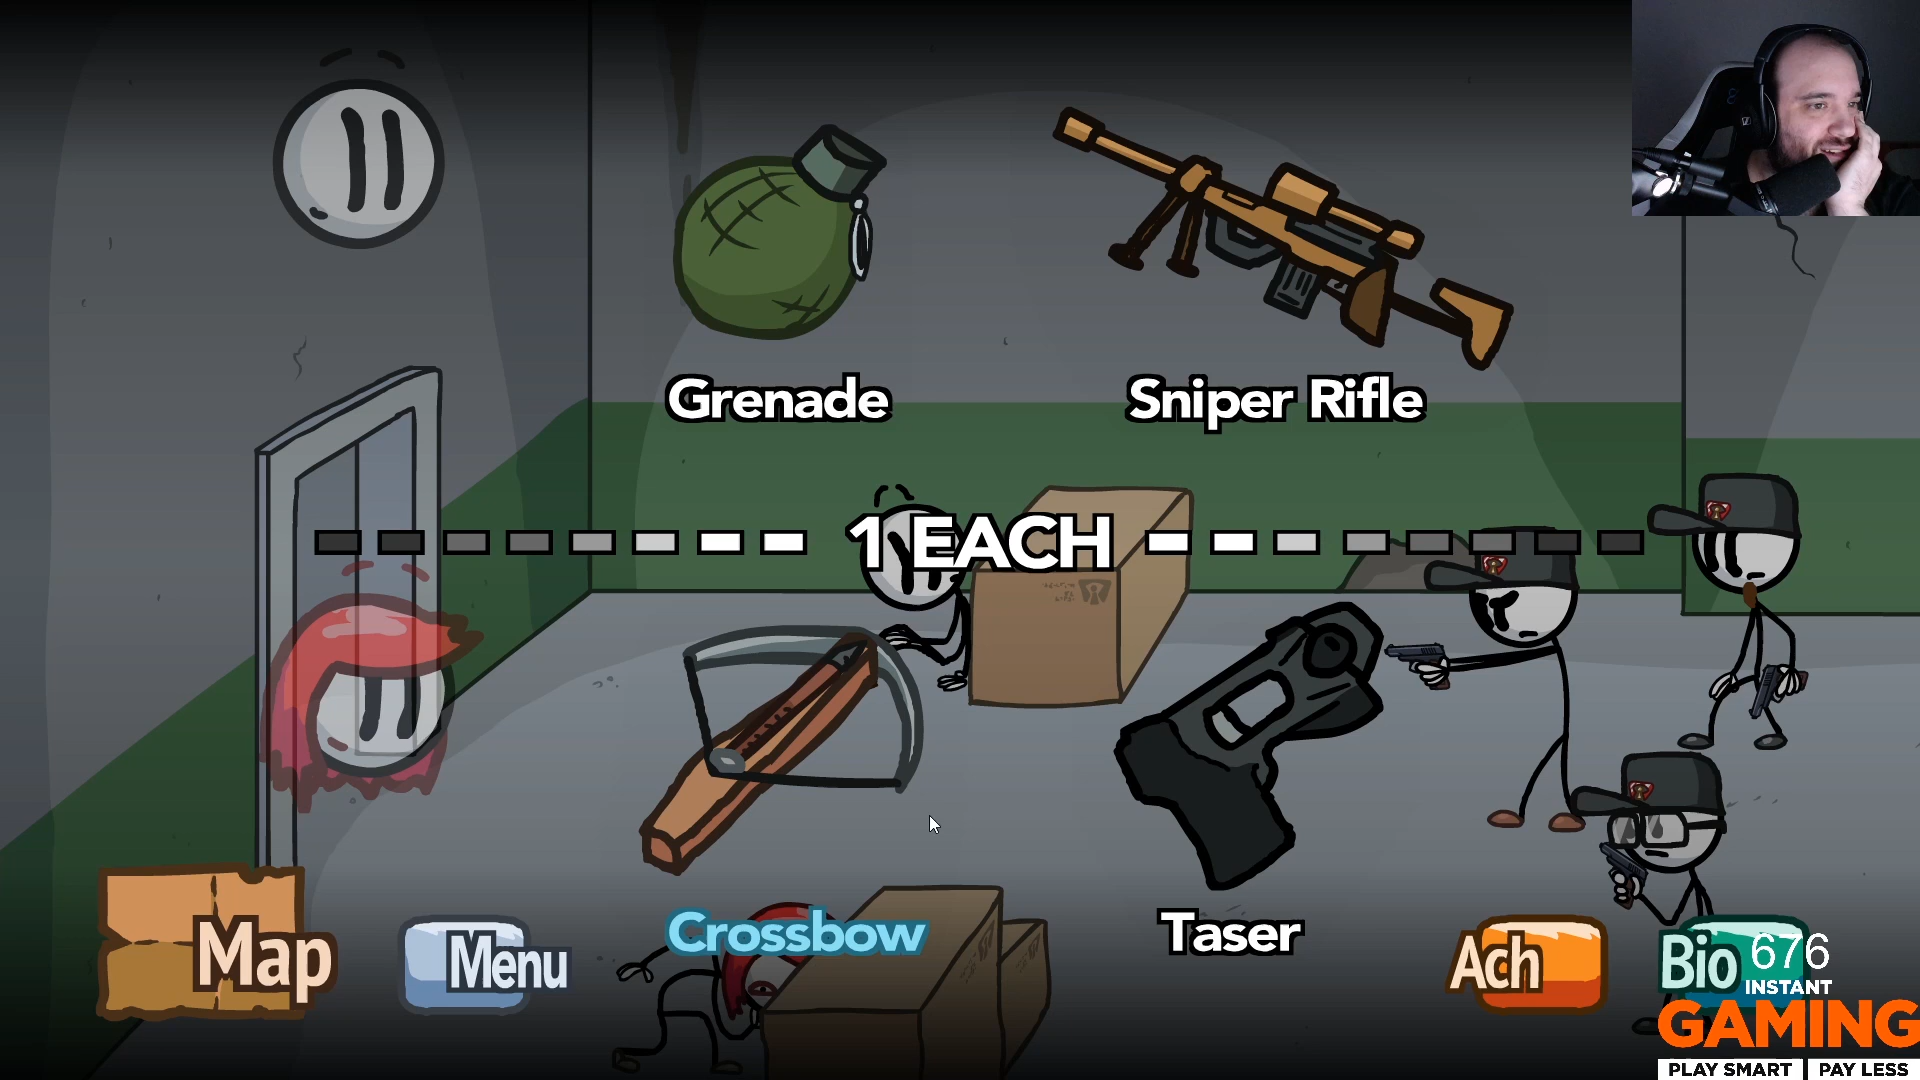 Grenade
Sniper Rifle
1 EACH
Crossbow
Taser
Map
Menu
Ach
Bio
676
INSTANT
GAMING
PLAY SMART | PAY LESS